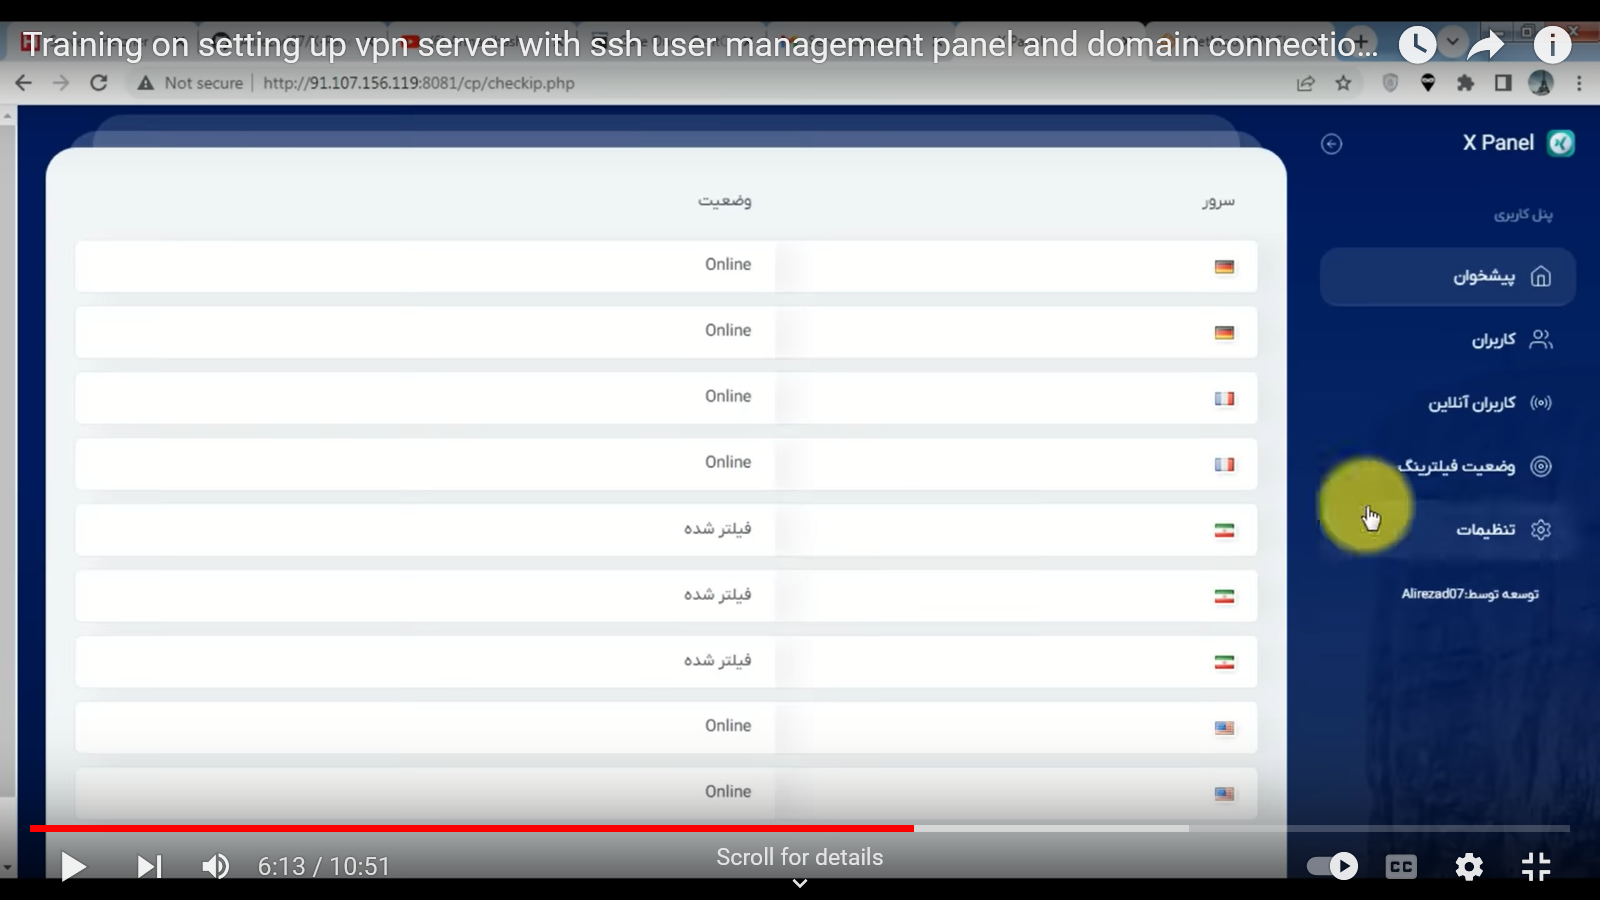 Training on setting up vpn server with ssh user management panel and domain connectio...
Not secure
http://91.107.156.119:8081/cp/checkip.php
X Panel
پنل کاربری
پیشخوان
کاربران
کاربران آنلاین
وضعیت فیلترینگ
تنظیمات
توسعه توسط:Alirezad07
سرور وضعیت
Online
Online
Online
Online
فیلتر شده
فیلتر شده
فیلتر شده
Online
Online
Scroll for details
6:13 / 10:51
CC